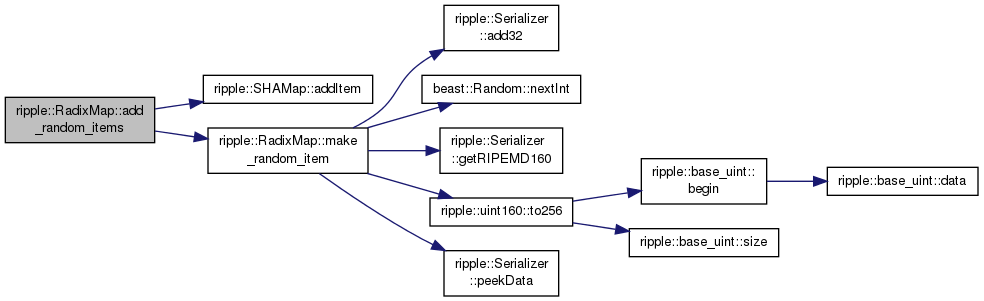 ripple::RadixMap::add
_random_items
ripple::SHAMap::addItem
ripple::RadixMap::make
_random_item
ripple::Serializer
::add32
beast::Random::nextInt
ripple::Serializer
::getRIPEMD160
ripple::uint160::to256
ripple::Serializer
::peekData
ripple::base_uint::
begin
ripple::base_uint::size
ripple::base_uint::data